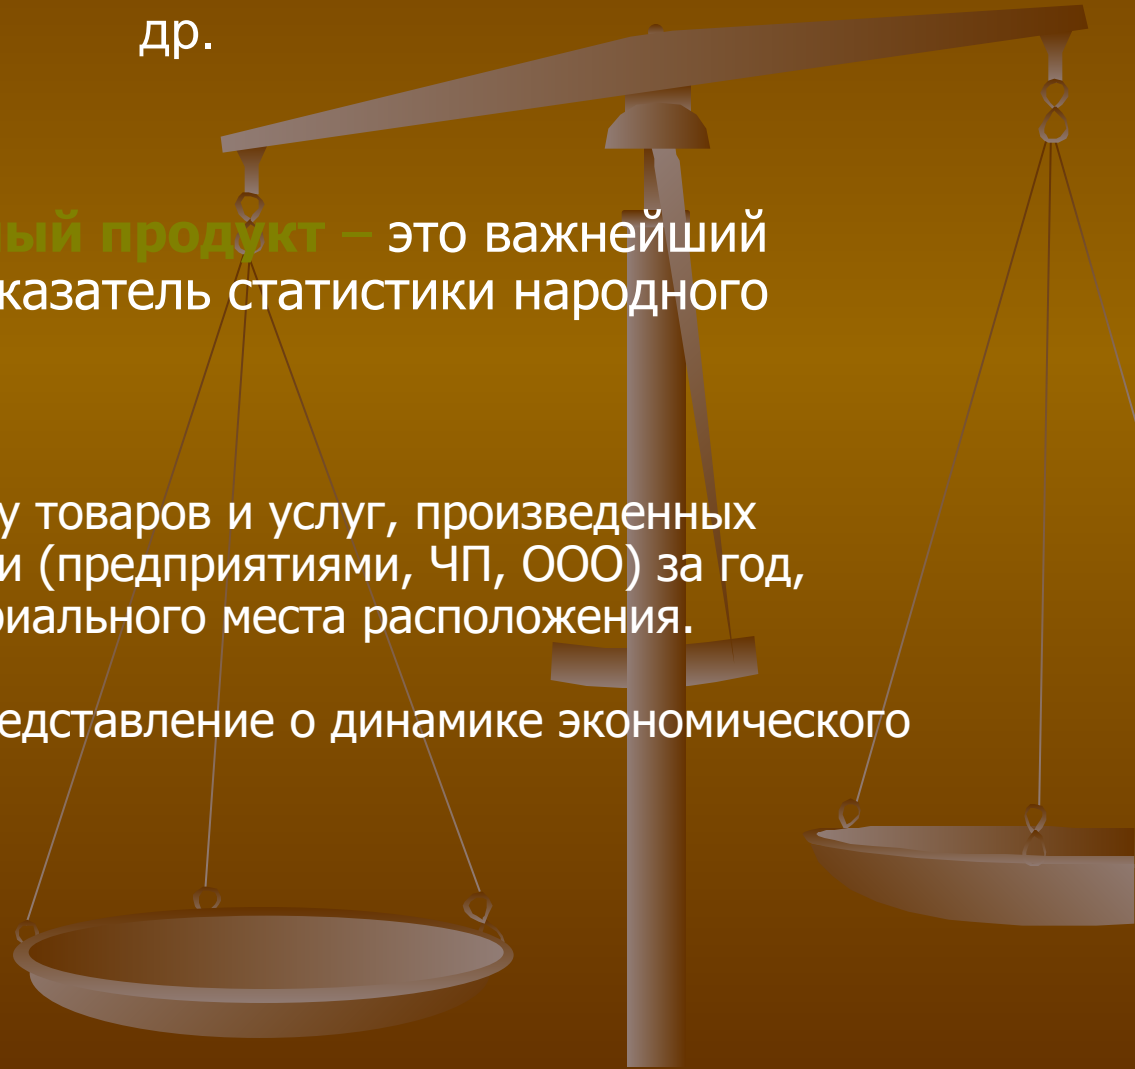 др.
ный продукт – это важнейший
казатель статистики народного
у товаров и услуг, произведенных
и (предприятиями, ЧП, ООО) за год,
риального места расположения.
едставление о динамике экономического